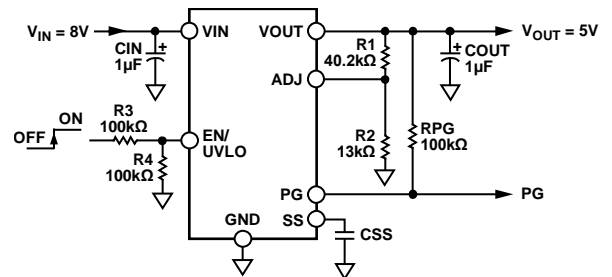 VIN = 8V
CIN
1µF
+
VIN
VOUT
R1
40.2kΩ
+
COUT
1µF
VOUT = 5V
ADJ
OFF
ON
R3
100kΩ
EN/
UVLO
R4
100kΩ
R2
13kΩ
RPG
100kΩ
PG
PG
GND
SS
CSS